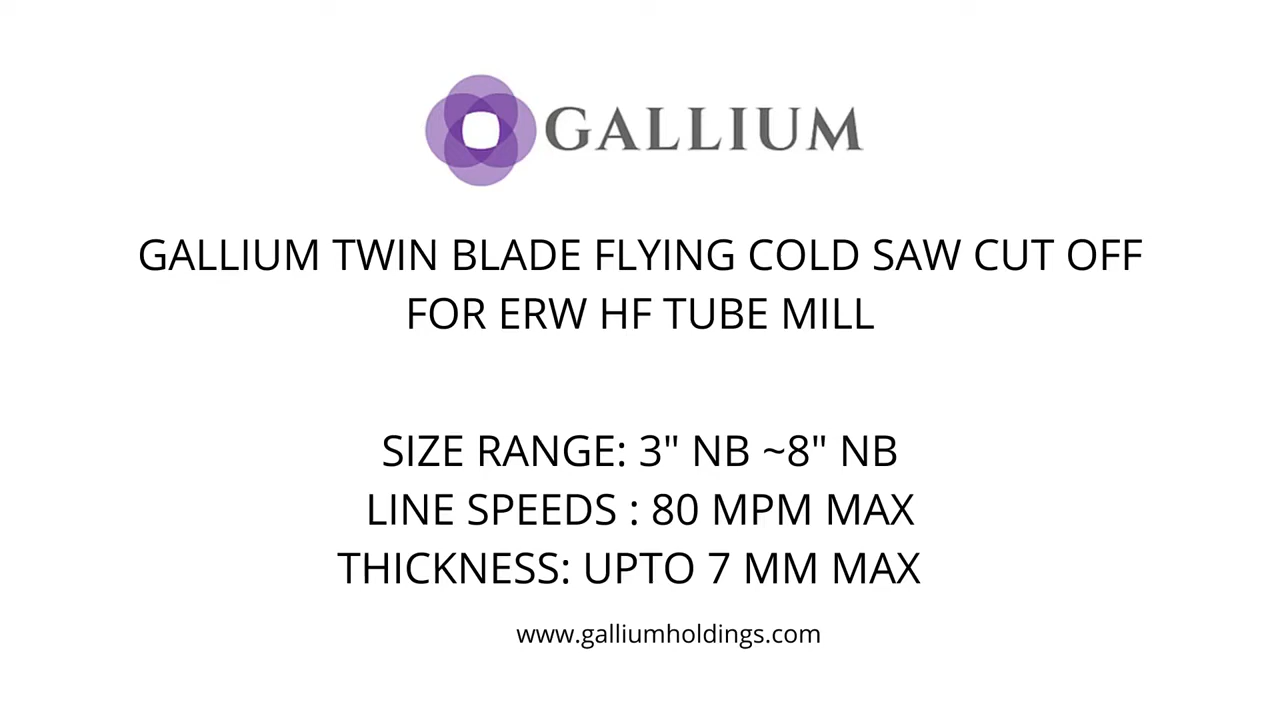 GALLIUM
GALLIUM TWIN BLADE FLYING COLD SAW CUT OFF
FOR ERW HF TUBE MILL
SIZE RANGE: 3" NB ~8" NB
LINE SPEEDS : 80 MPM MAX
THICKNESS: UPTO 7 MM MAX
www.galliumholdings.com